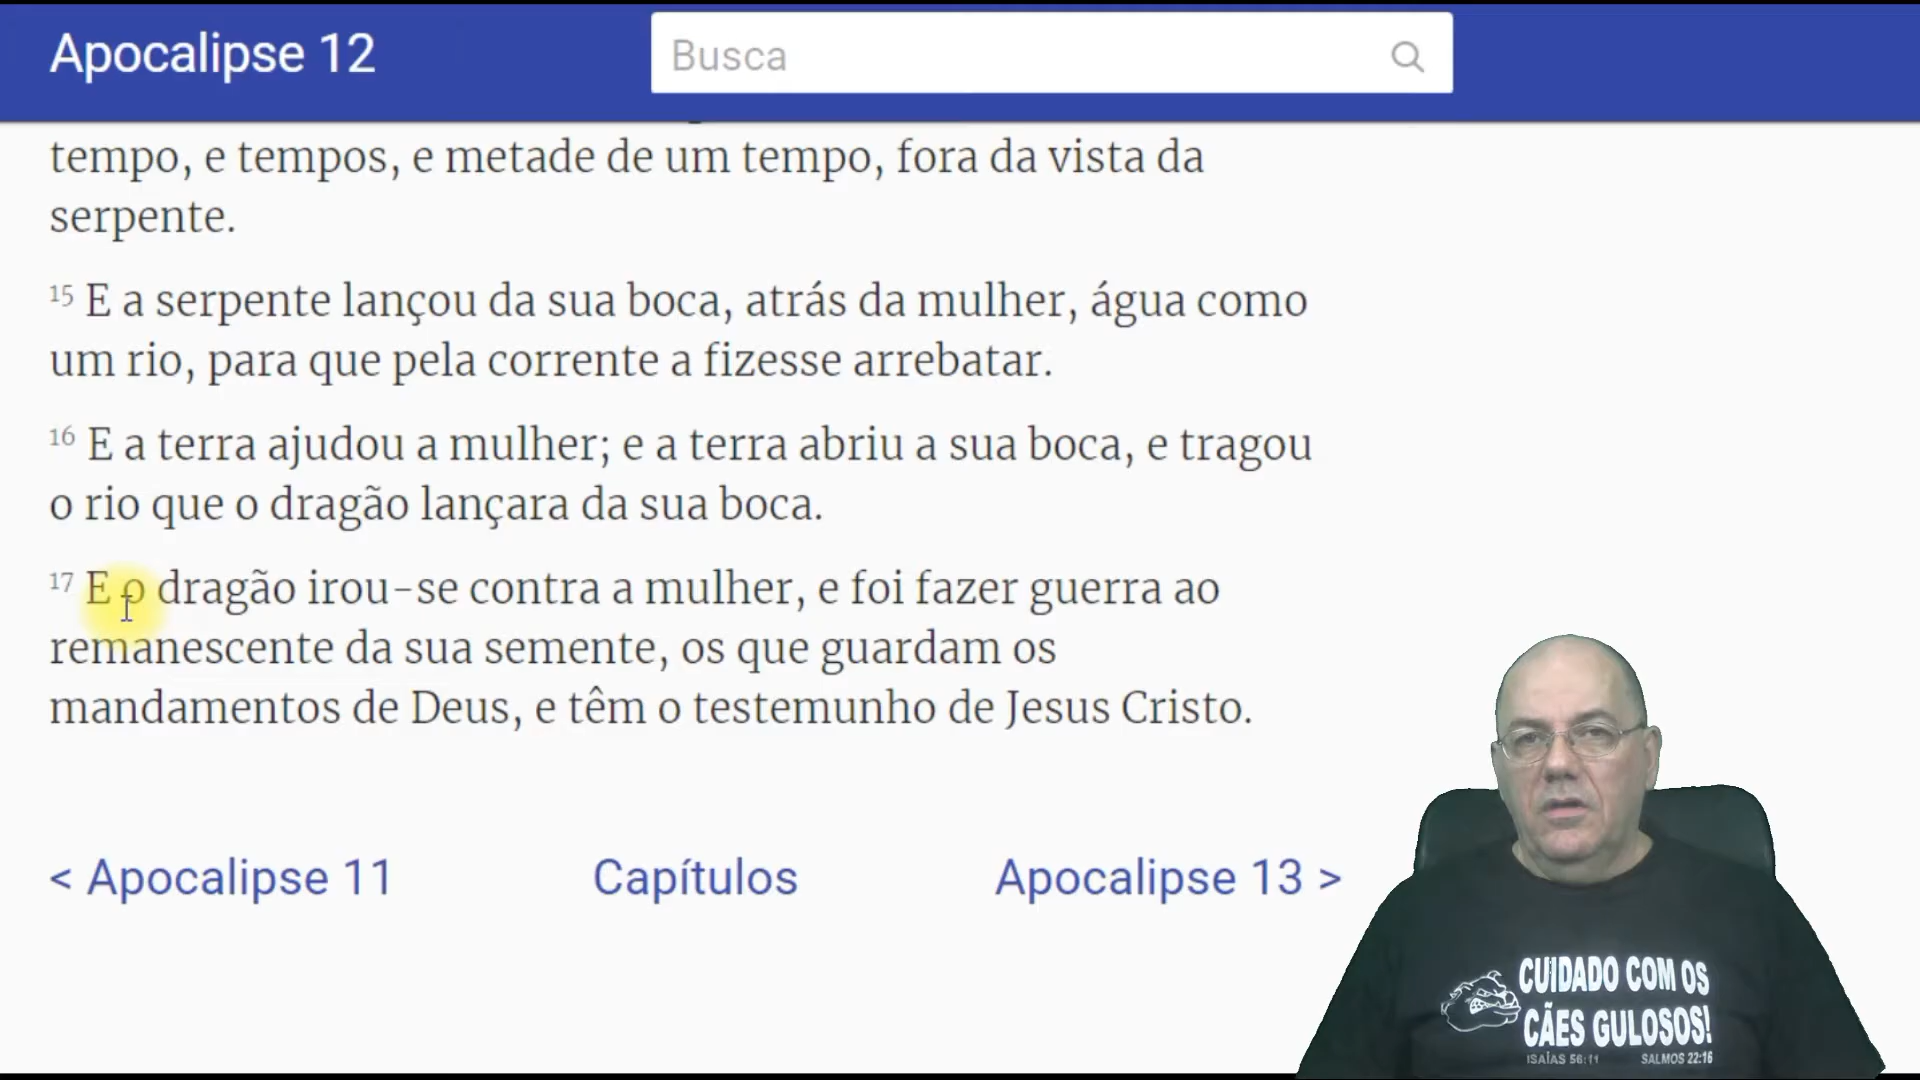 Apocalipse 12
Busca
tempo, e tempos, e metade de um tempo, fora da vista da
serpente.
15 E a serpente lançou da sua boca, atrás da mulher, água como
um rio, para que pela corrente a fizesse arrebatar.
16 E a terra ajudou a mulher; e a terra abriu a sua boca, e tragou
o rio que o dragão lançara da sua boca.
17 E o dragão irou-se contra a mulher, e foi fazer guerra ao
remanescente da sua semente, os que guardam os
mandamentos de Deus, e têm o testemunho de Jesus Cristo.
< Apocalipse 11
Capítulos
Apocalipse 13 >
CUIDADO COM OS
CÃES GULOSOS!
ISAÍAS 56:11 SALMOS 22:16